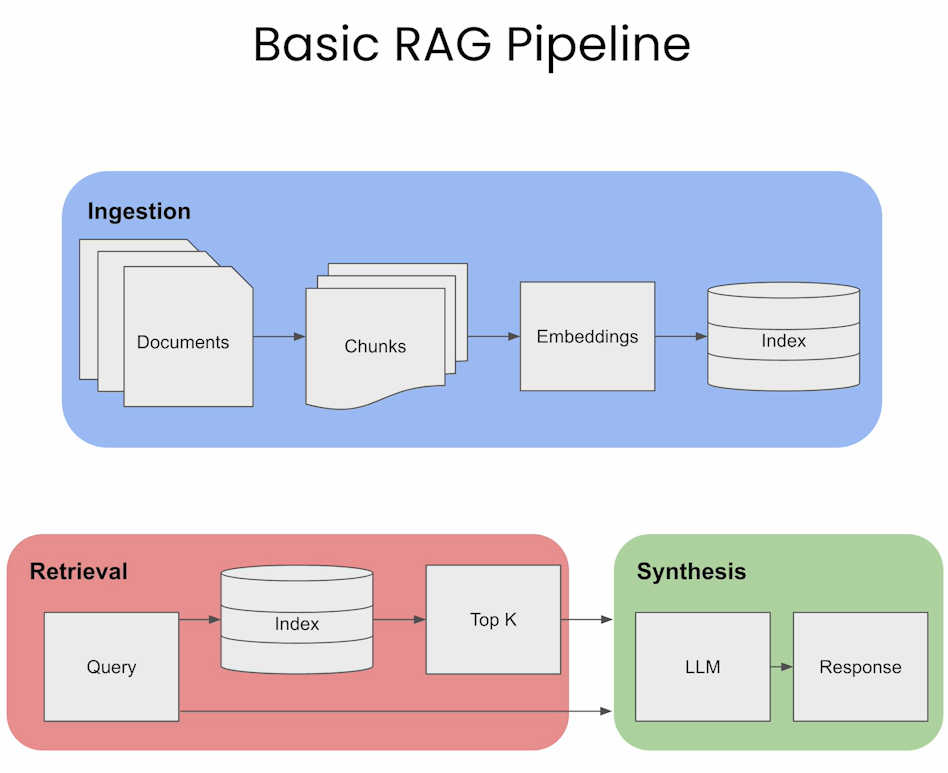 Basic RAG Pipeline
Ingestion
Documents
Chunks
Embeddings
Index
Retrieval
Query
Index
Top K
Synthesis
LLM
Response